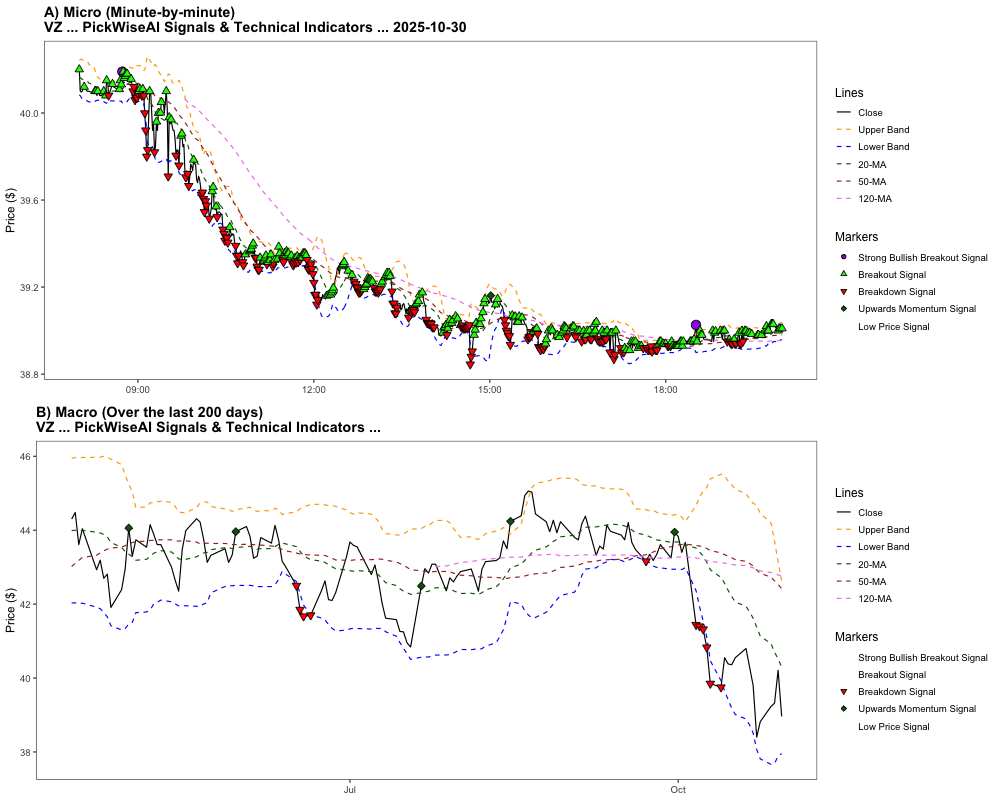 A) Micro (Minute-by-minute)
VZ ... PickWiseAI Signals & Technical Indicators ... 2025-10-30
Price ($)
40.0
39.6
39.2
38.8
09:00
12:00
15:00
18:00
Lines
Close
Upper Band
Lower Band
20-MA
50-MA
120-MA
Markers
Strong Bullish Breakout Signal
Breakout Signal
Breakdown Signal
Upwards Momentum Signal
Low Price Signal
B) Macro (Over the last 200 days)
VZ ... PickWiseAI Signals & Technical Indicators ...
Price ($)
46
44
42
40
38
Jul
Oct
Lines
Close
Upper Band
Lower Band
20-MA
50-MA
120-MA
Markers
Strong Bullish Breakout Signal
Breakout Signal
Breakdown Signal
Upwards Momentum Signal
Low Price Signal